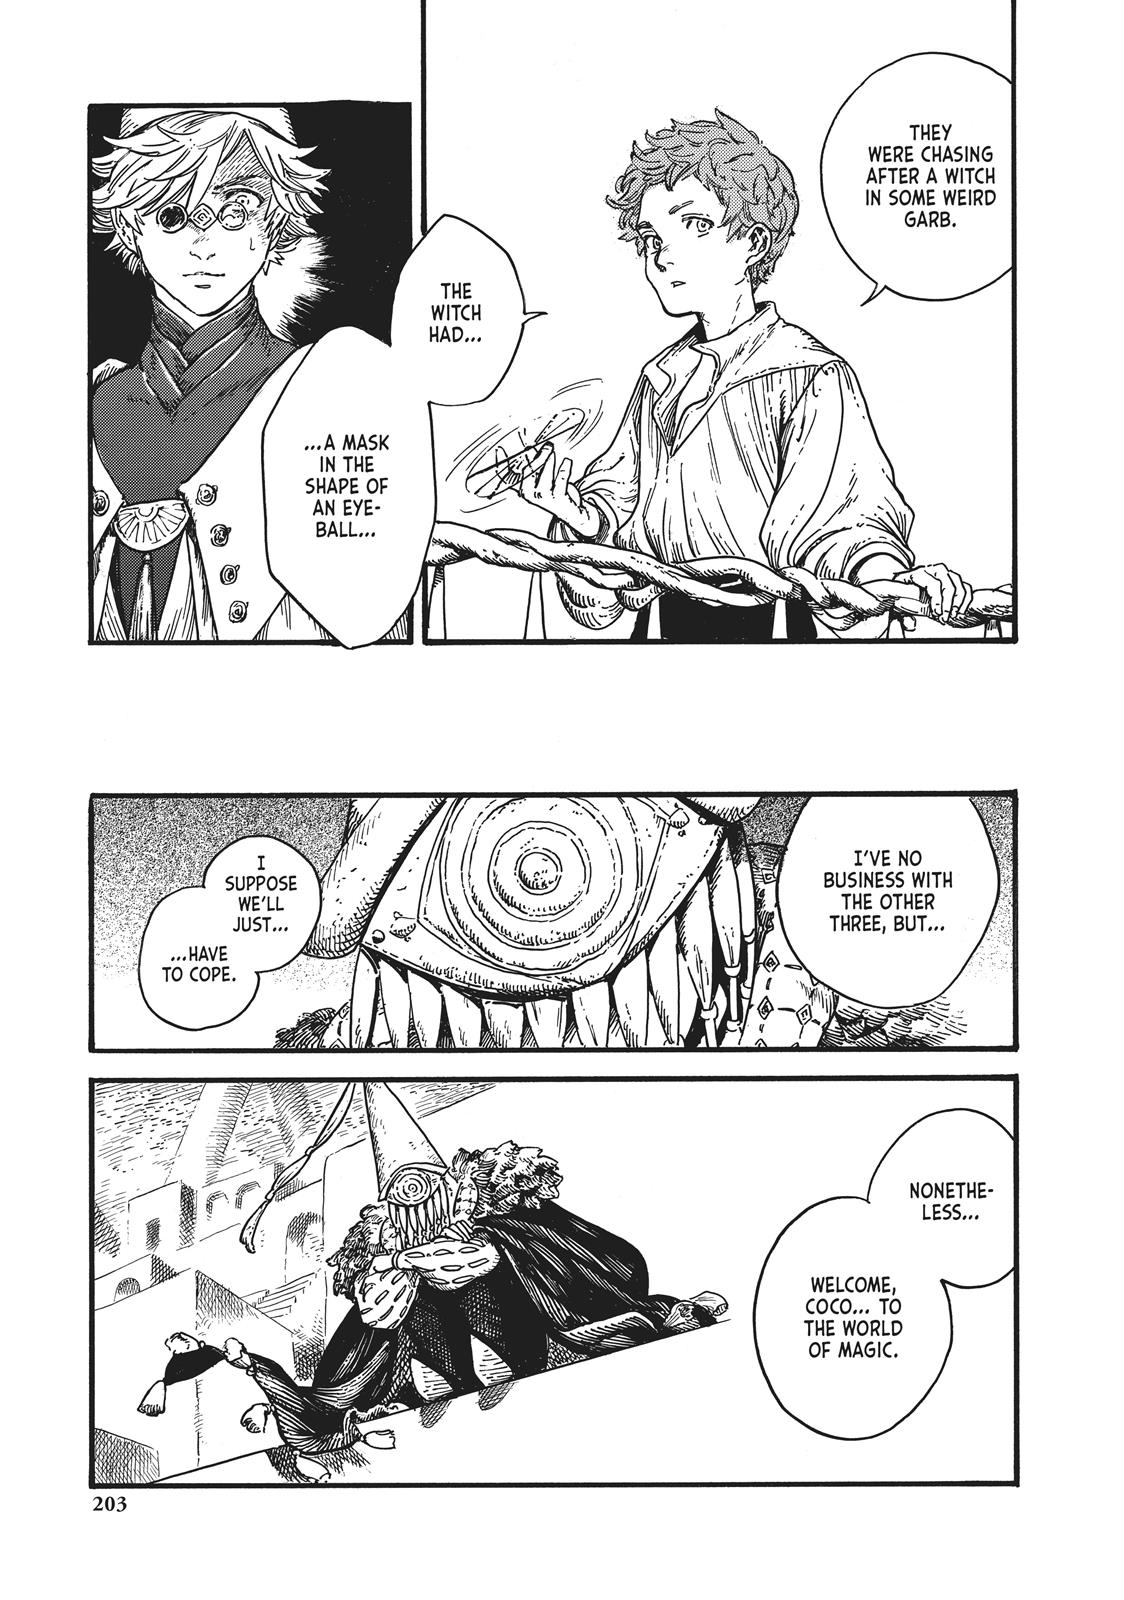 THEY
WERE CHASING
AFTER A WITCH
IN SOME WEIRD
GARB.
THE
WITCH
HAD...
...A MASK
IN THE
SHAPE OF
AN EYE-
BALL...
I'VE NO
BUSINESS WITH
THE OTHER
THREE, BUT...
I
SUPPOSE
WE'LL
JUST...
...HAVE
TO COPE.
NONETHE-
LESS...
WELCOME,
COCO... TO
THE WORLD
OF MAGIC.
203